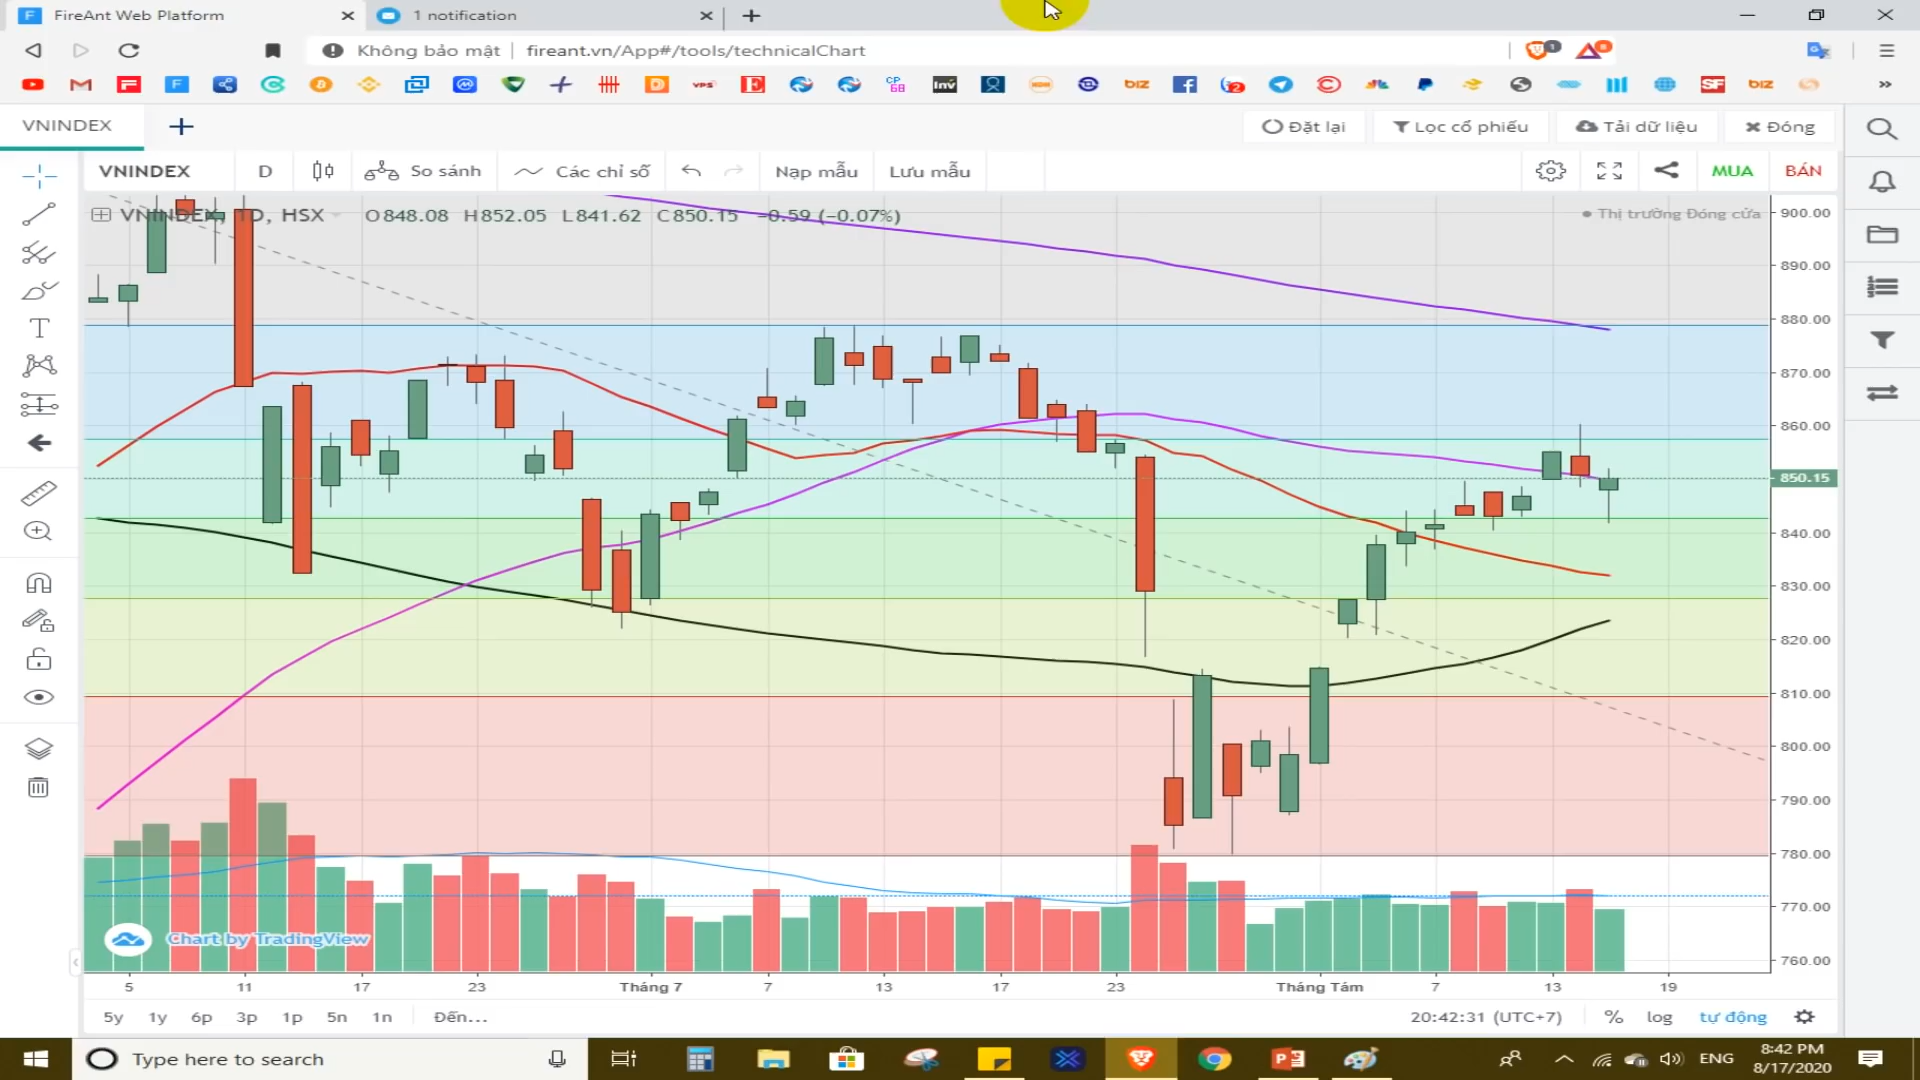 FireAnt Web Platform
1 notification
Không bảo mật
fireant.vn/App#/tools/technicalChart
VNINDEX
Đặt lại
Lọc cổ phiếu
Tải dữ liệu
Đóng
VNINDEX
D
So sánh
Các chỉ số
Nạp mẫu
Lưu mẫu
MUA
BÁN
VNINDEX, 1D, HSX
O848.08 H852.05 L841.62 C850.15 -0.59 (-0.07%)
Thị trường Đóng cửa
900.00
890.00
880.00
870.00
860.00
850.15
840.00
830.00
820.00
810.00
800.00
790.00
780.00
770.00
760.00
Chart by TradingView
5 11 17 23 Tháng 7 7 13 17 23 Tháng Tám 7 13 19
5y 1y 6p 3p 1p 5n 1n Đến...
20:42:31 (UTC+7) % log tự động
Type here to search
ENG
8:42 PM
8/17/2020